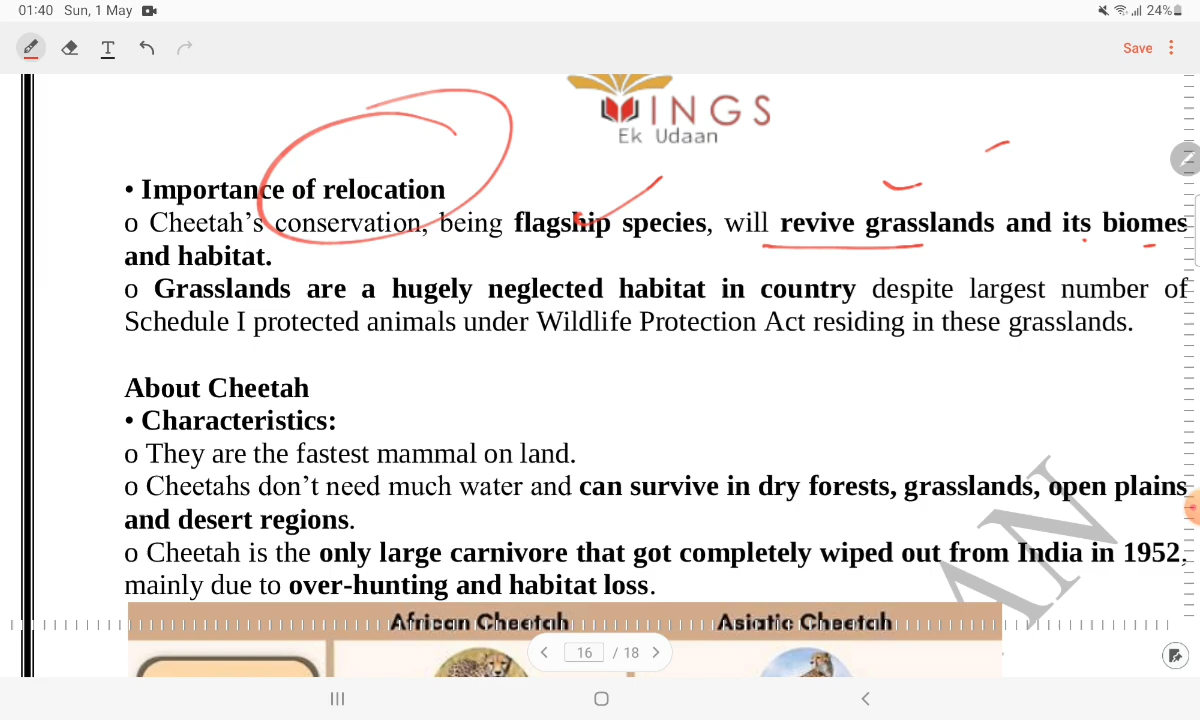 01:40 Sun, 1 May 24%
T Save
WINGS
Ek Udaan
• Importance of relocation
o Cheetah’s conservation, being flagship species, will revive grasslands and its biomes
and habitat.
o Grasslands are a hugely neglected habitat in country despite largest number of
Schedule I protected animals under Wildlife Protection Act residing in these grasslands.
About Cheetah
• Characteristics:
o They are the fastest mammal on land.
o Cheetahs don’t need much water and can survive in dry forests, grasslands, open plains
and desert regions.
o Cheetah is the only large carnivore that got completely wiped out from India in 1952,
mainly due to over-hunting and habitat loss.
AN
African Cheetah Asiatic Cheetah
16 / 18